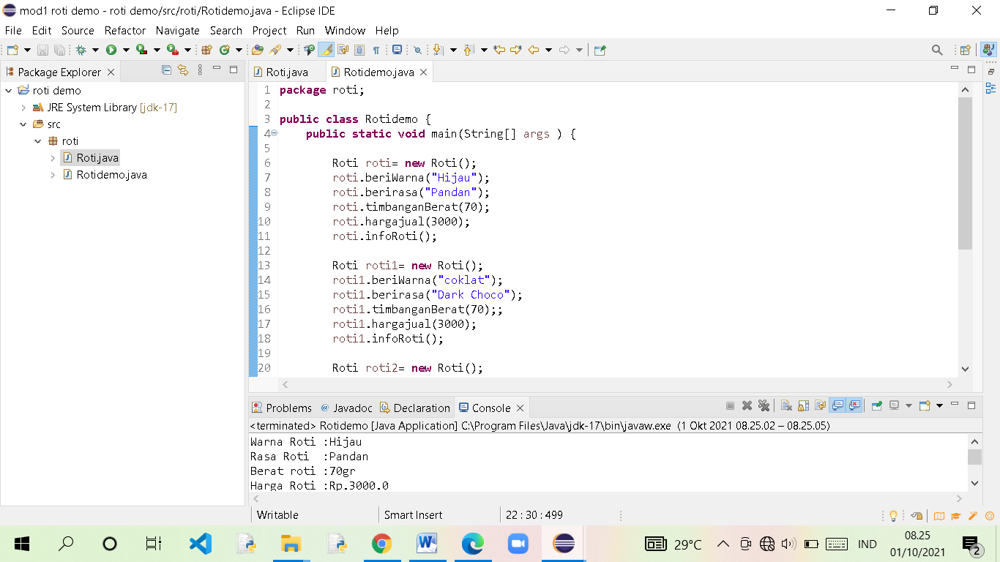 mod1 roti demo - roti demo/src/roti/Rotidemo.java - Eclipse IDE
File Edit Source Refactor Navigate Search Project Run Window Help
Package Explorer
roti demo
JRE System Library [jdk-17]
src
roti
Roti.java
Rotidemo.java
Roti.java Rotidemo.java
1 package roti;
2
3 public class Rotidemo {
4 public static void main(String[] args ) {
5
6 Roti roti= new Roti();
7 roti.beriWarna("Hijau");
8 roti.berirasa("Pandan");
9 roti.timbanganBerat(70);
10 roti.hargajual(3000);
11 roti.infoRoti();
12
13 Roti roti1= new Roti();
14 roti1.beriWarna("coklat");
15 roti1.berirasa("Dark Choco");
16 roti1.timbanganBerat(70);;
17 roti1.hargajual(3000);
18 roti1.infoRoti();
19
20 Roti roti2= new Roti();
Problems @ Javadoc Declaration Console
<terminated> Rotidemo [Java Application] C:\Program Files\Java\jdk-17\bin\javaw.exe (1 Okt 2021 08.25.02 – 08.25.05)
Warna Roti :Hijau
Rasa Roti  :Pandan
Berat roti :70gr
Harga Roti :Rp.3000.0
Writable Smart Insert 22 : 30 : 499
29°C IND 08.25
01/10/2021
2